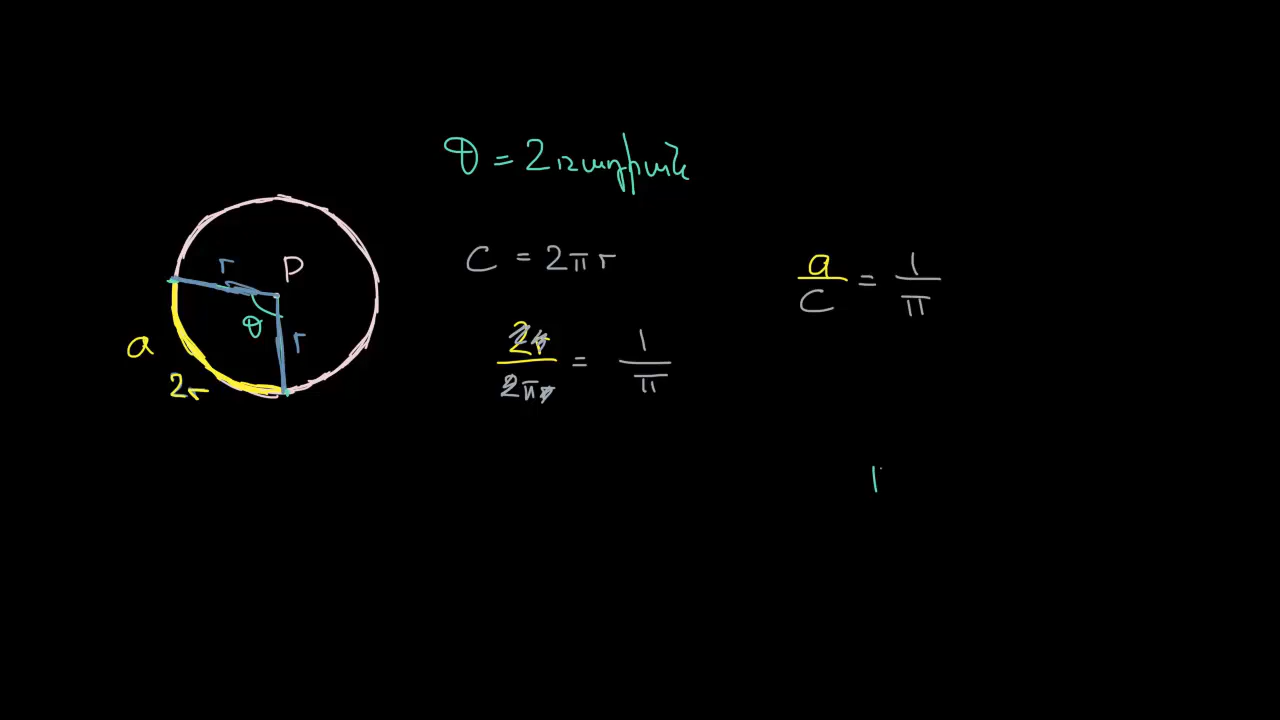 θ = 2 ռադիան
C = 2πr
a/C = 1/π
r
P
θ
r
a
2r
2r/2πr = 1/π